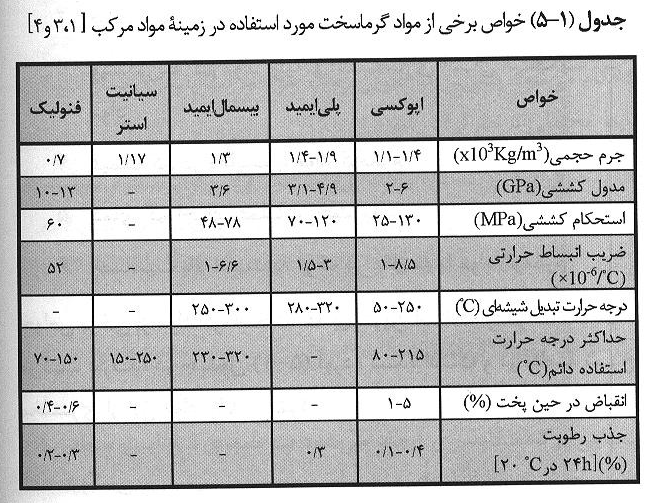 جدول (۱-۵) خواص برخی از مواد گرماسخت مورد استفاده در زمینهٔ مواد مرکب [۳،۱ و ۴]
خواص اپوکسی پلی‌ایمید بیسمال‌ایمید سیانیت استر فنولیک
جرم حجمی(x10³Kg/m³) ۱/۱-۱/۴ ۱/۴-۱/۹ ۱/۳ ۱/۱۷ ۰/۷
مدول کششی(GPa) ۲-۶ ۳/۱-۴/۹ ۳/۶ - ۱۰-۱۳
استحکام کششی(MPa) ۲۵-۱۳۰ ۷۰-۱۲۰ ۴۸-۷۸ - ۶۰
ضریب انبساط حرارتی
(×10⁻⁶/°C) ۱-۸/۵ ۱/۵-۳ ۱-۶/۶ - ۵۲
درجه حرارت تبدیل شیشه‌ای (°C) ۵۰-۲۵۰ ۲۸۰-۳۲۰ ۲۵۰-۳۰۰ - -
حداکثر درجه حرارت
استفاده دائم(°C) ۸۰-۲۱۵ - ۲۳۰-۳۲۰ ۱۵۰-۲۵۰ ۷۰-۱۵۰
انقباض در حین پخت (%) ۱-۵ - - - ۰/۴-۰/۶
جذب رطوبت
(%)[24h در ۲۰ °C] ۰/۱-۰/۴ ۰/۳ - - ۰/۲-۰/۳